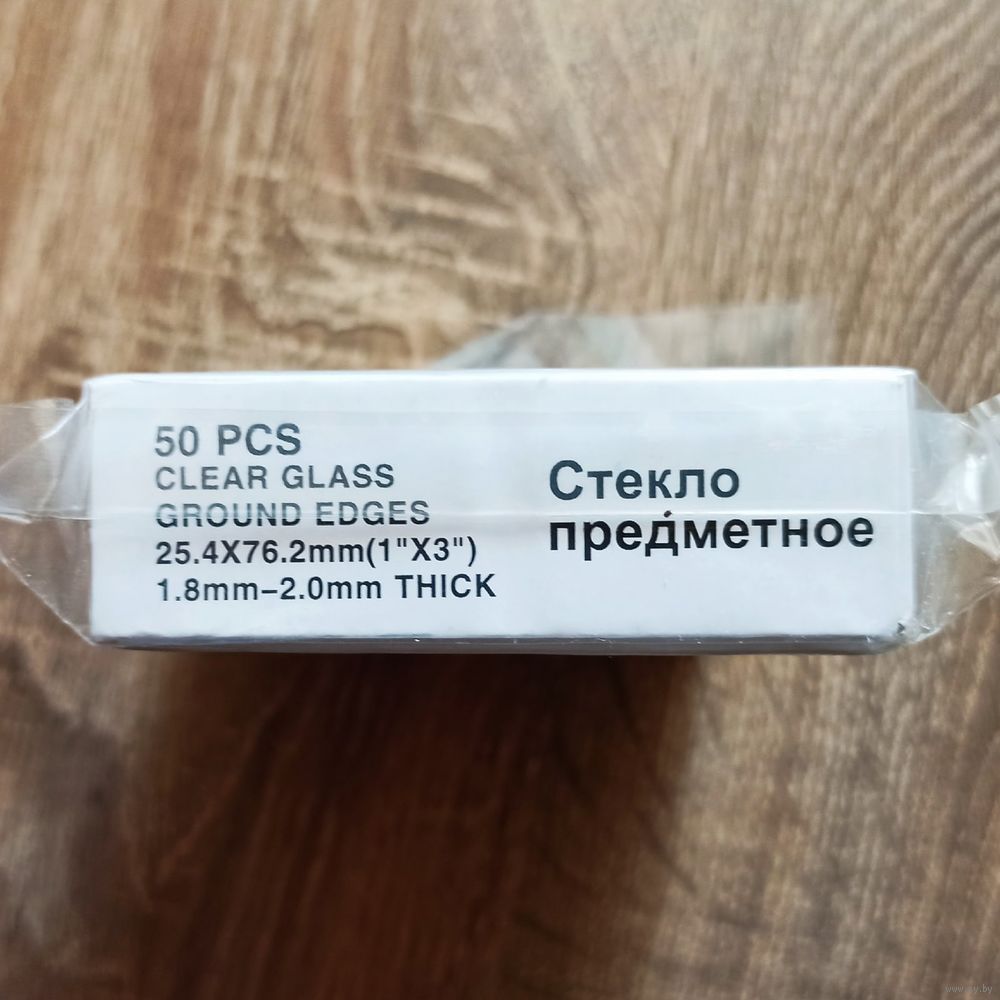 50 PCS
CLEAR GLASS
GROUND EDGES
25.4X76.2mm(1"X3")
1.8mm–2.0mm THICK
Стекло
предметное